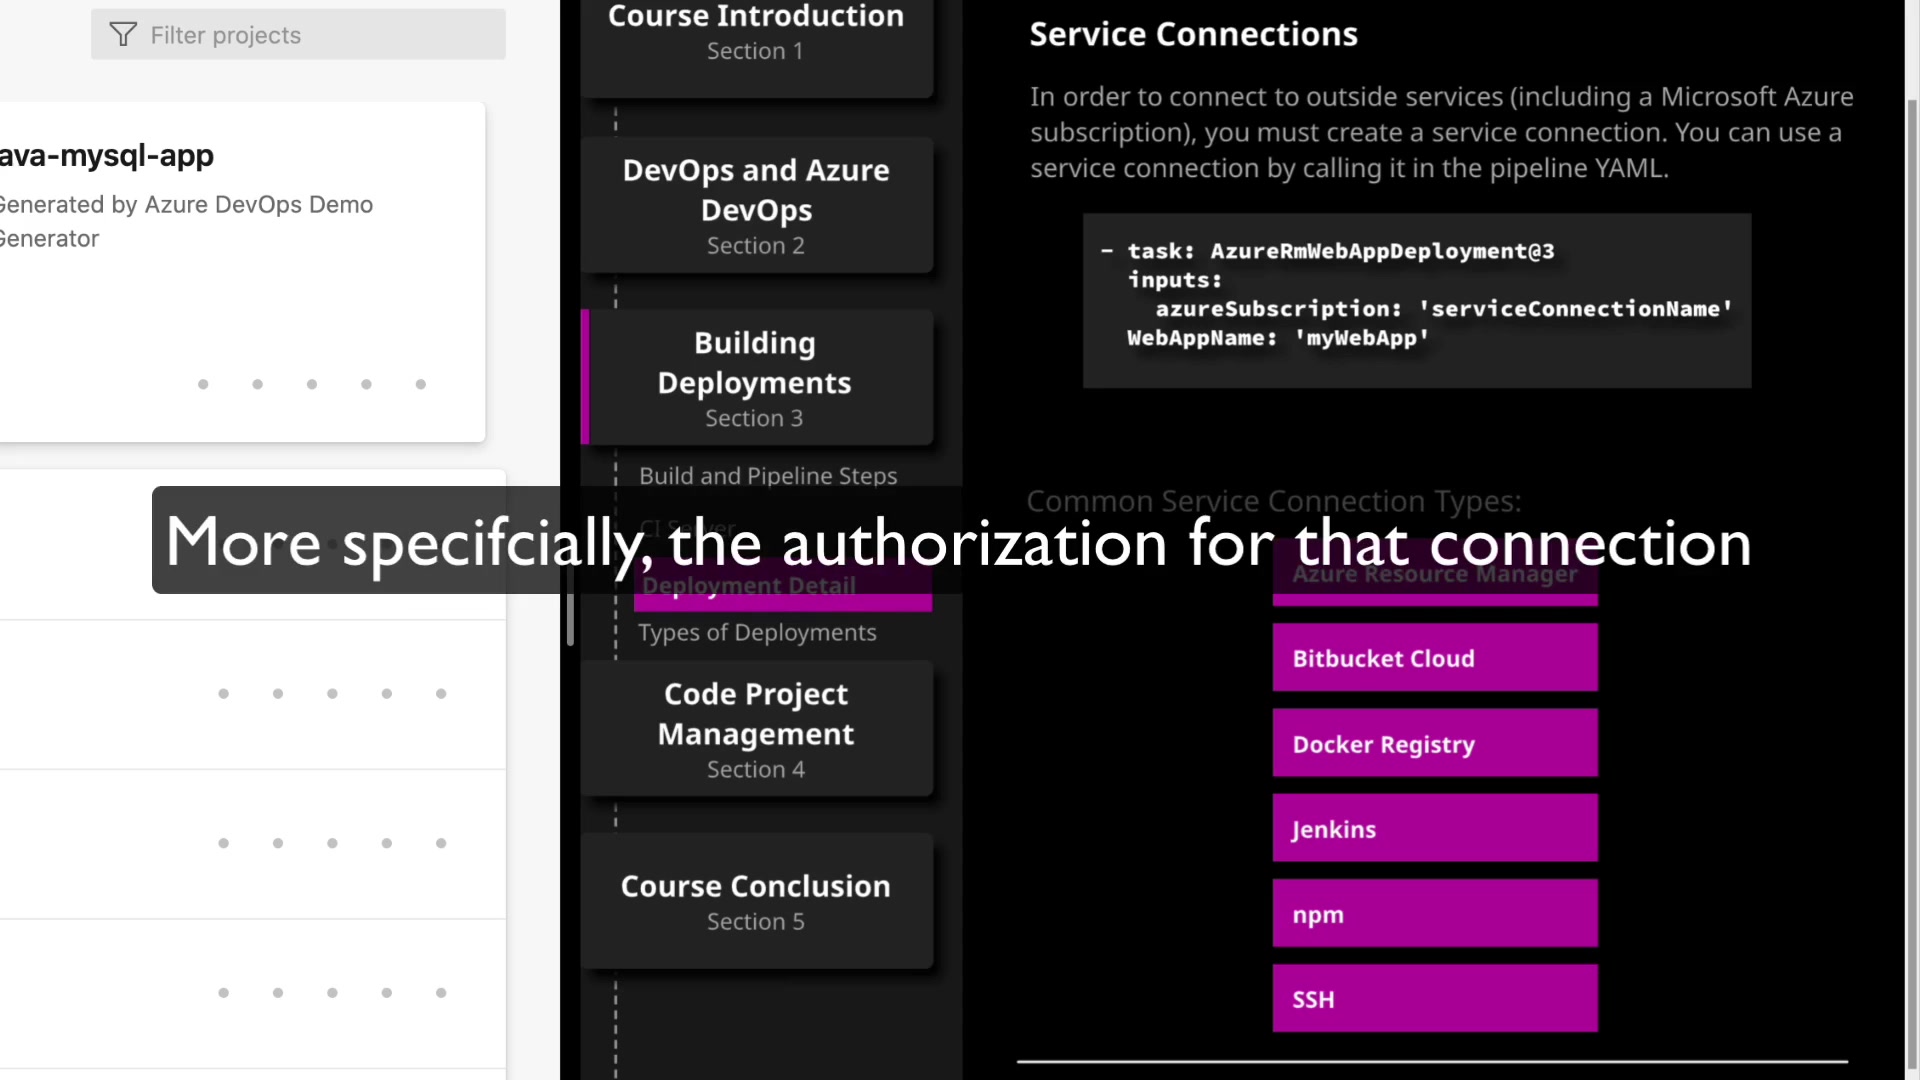 Filter projects
ava-mysql-app
Generated by Azure DevOps Demo
Generator
Course Introduction
Section 1
DevOps and Azure
DevOps
Section 2
Building
Deployments
Section 3
Build and Pipeline Steps
CI Server
Deployment Detail
Types of Deployments
Code Project
Management
Section 4
Course Conclusion
Section 5
Service Connections
In order to connect to outside services (including a Microsoft Azure
subscription), you must create a service connection. You can use a
service connection by calling it in the pipeline YAML.
- task: AzureRmWebAppDeployment@3
inputs:
azureSubscription: 'serviceConnectionName'
WebAppName: 'myWebApp'
Common Service Connection Types:
More specifcially, the authorization for that connection
Azure Resource Manager
Bitbucket Cloud
Docker Registry
Jenkins
npm
SSH